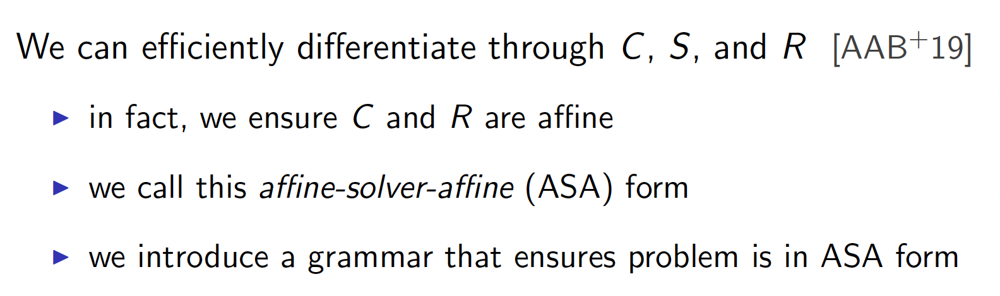 We can efficiently differentiate through C, S, and R [AAB+19]
▶ in fact, we ensure C and R are affine
▶ we call this affine-solver-affine (ASA) form
▶ we introduce a grammar that ensures problem is in ASA form